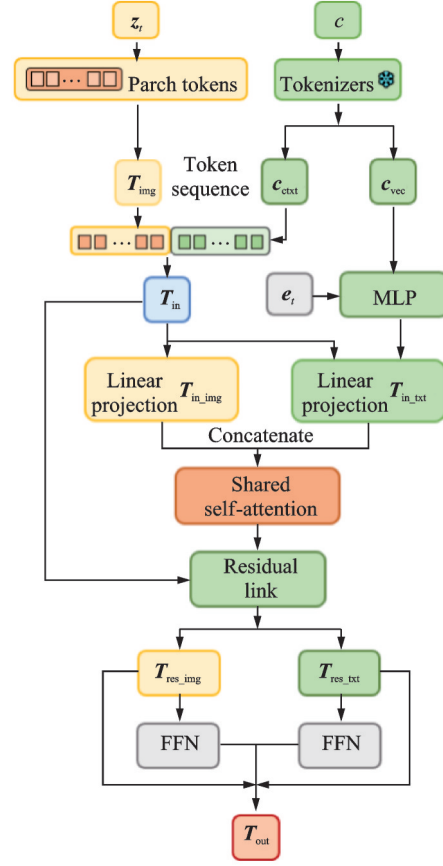 z_t
c
Parch tokens
Tokenizers
T_img
Token
sequence
c_ctxt
c_vec
T_in
e_t
MLP
Linear
projection T_in_img
Linear
projection T_in_txt
Concatenate
Shared
self-attention
Residual
link
T_res_img
T_res_txt
FFN
FFN
T_out